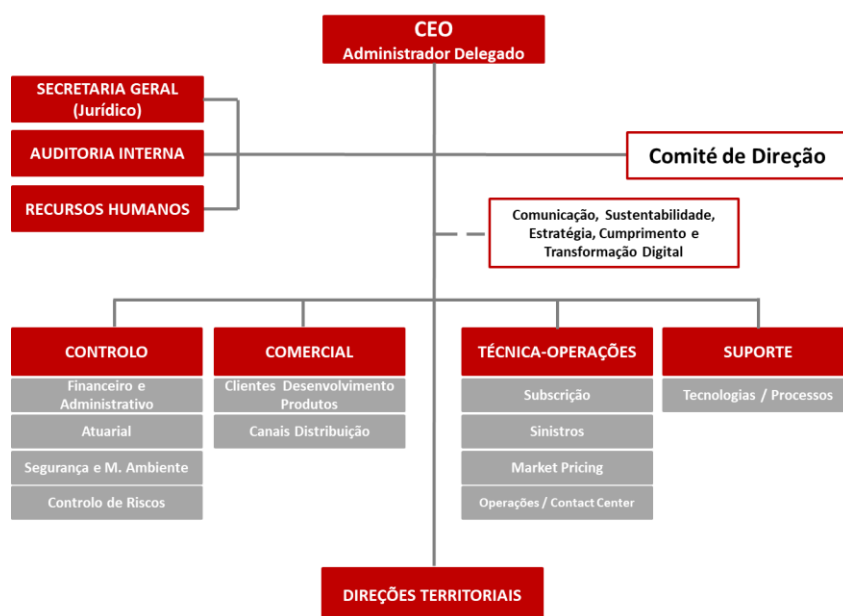 CEO
Administrador Delegado
SECRETARIA GERAL
(Jurídico)
AUDITORIA INTERNA
Comité de Direção
RECURSOS HUMANOS
Comunicação, Sustentabilidade,
Estratégia, Cumprimento e
Transformação Digital
CONTROLO
Financeiro e
Administrativo
Atuarial
Segurança e M. Ambiente
Controlo de Riscos
COMERCIAL
Clientes Desenvolvimento
Produtos
Canais Distribuição
TÉCNICA-OPERAÇÕES
Subscrição
Sinistros
Market Pricing
Operações / Contact Center
SUPORTE
Tecnologias / Processos
DIREÇÕES TERRITORIAIS